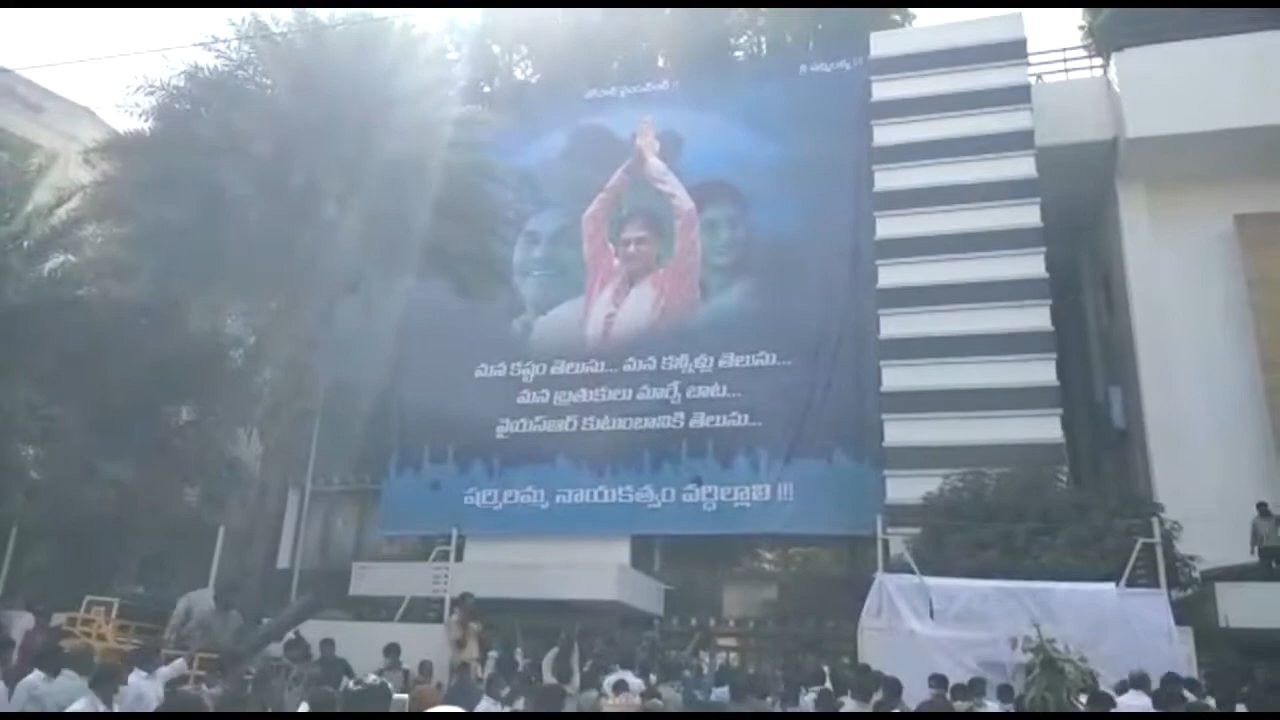 మన కష్టం తెలుసు... మన కన్నీళ్లు తెలుసు...
మన బ్రతుకులు మార్చే బాట...
వైయస్ఆర్ కుటుంబానికి తెలుసు...
షర్మిలమ్మ నాయకత్వం వర్ధిల్లాలి !!!